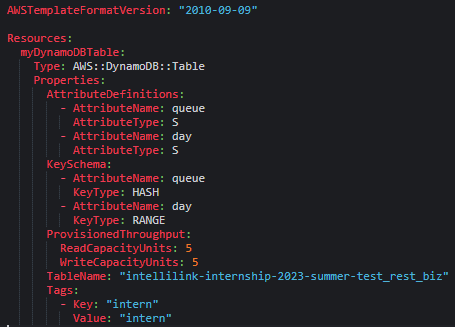 AWSTemplateFormatVersion: "2010-09-09"
Resources:
myDynamoDBTable:
Type: AWS::DynamoDB::Table
Properties:
AttributeDefinitions:
- AttributeName: queue
AttributeType: S
- AttributeName: day
AttributeType: S
KeySchema:
- AttributeName: queue
KeyType: HASH
- AttributeName: day
KeyType: RANGE
ProvisionedThroughput:
ReadCapacityUnits: 5
WriteCapacityUnits: 5
TableName: "intellilink-internship-2023-summer-test_rest_biz"
Tags:
- Key: "intern"
Value: "intern"